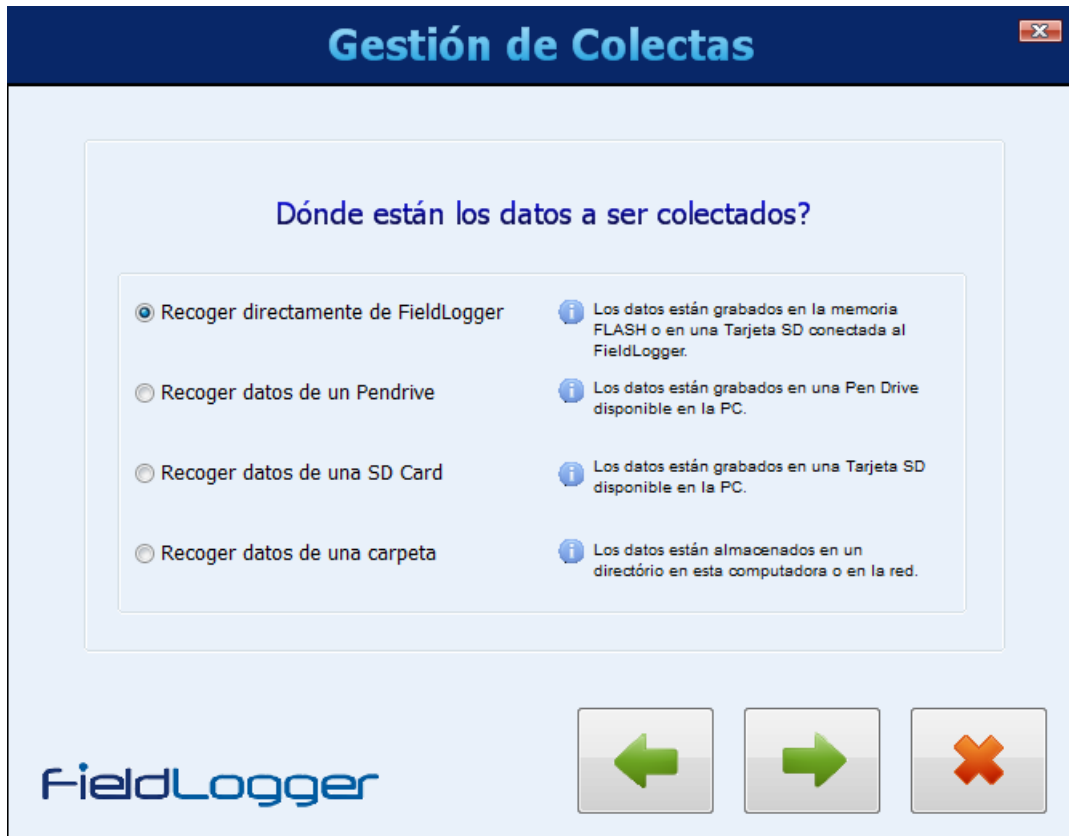 Gestión de Colectas
Dónde están los datos a ser colectados?
Recoger directamente de FieldLogger
Los datos están grabados en la memoria
FLASH o en una Tarjeta SD conectada al
FieldLogger.
Recoger datos de un Pendrive
Los datos están grabados en una Pen Drive
disponible en la PC.
Recoger datos de una SD Card
Los datos están grabados en una Tarjeta SD
disponible en la PC.
Recoger datos de una carpeta
Los datos están almacenados en un
directório en esta computadora o en la red.
FieldLogger